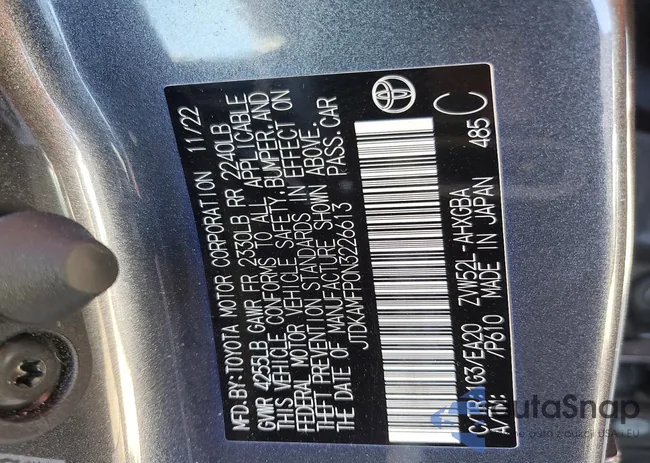 MFD.BY:TOYOTA MOTOR CORPORATION 11/22
GVWR 4255LB GAWR FR 2330LB RR 2240LB
THIS VEHICLE CONFORMS TO ALL APPLICABLE
FEDERAL MOTOR VEHICLE SAFETY, BUMPER, AND
THEFT PREVENTION STANDARDS IN EFFECT ON
THE DATE OF MANUFACTURE SHOWN ABOVE.
JTDKAMFP0N3226613 PASS. CAR
C/TR: 1G3/EA20 ZVW52L-AHXGBA
A/TM: /P610 MADE IN JAPAN 485 C
utaSnap